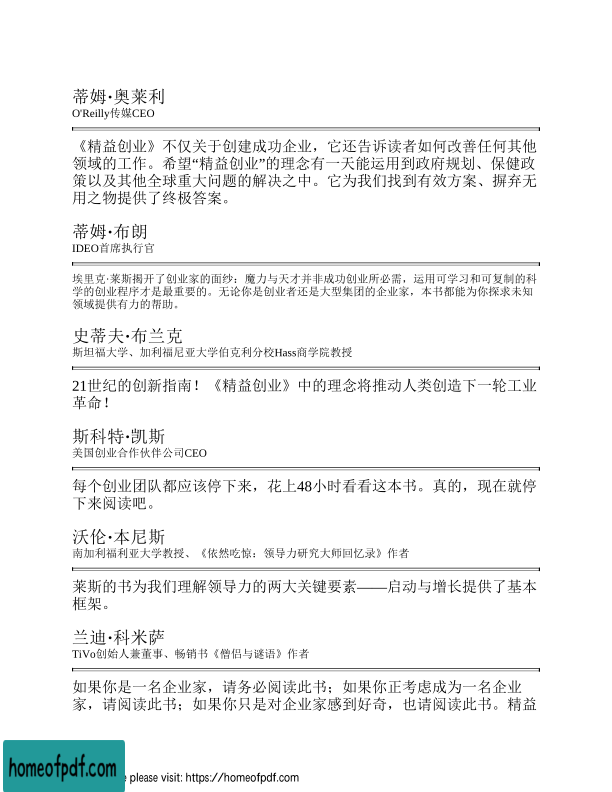 蒂姆·奥莱利
O'Reilly传媒CEO
《精益创业》不仅关于创建成功企业，它还告诉读者如何改善任何其他
领域的工作。希望“精益创业”的理念有一天能运用到政府规划、保健政
策以及其他全球重大问题的解决之中。它为我们找到有效方案、摒弃无
用之物提供了终极答案。
蒂姆·布朗
IDEO首席执行官
埃里克·莱斯揭开了创业家的面纱：魔力与天才并非成功创业所必需，运用可学习和可复制的科
学的创业程序才是最重要的。无论你是创业者还是大型集团的企业家，本书都能为你探求未知
领域提供有力的帮助。
史蒂夫·布兰克
斯坦福大学、加利福尼亚大学伯克利分校Hass商学院教授
21世纪的创新指南！《精益创业》中的理念将推动人类创造下一轮工业
革命！
斯科特·凯斯
美国创业合作伙伴公司CEO
每个创业团队都应该停下来，花上48小时看看这本书。真的，现在就停
下来阅读吧。
沃伦·本尼斯
南加利福利亚大学教授、《依然吃惊：领导力研究大师回忆录》作者
莱斯的书为我们理解领导力的两大关键要素——启动与增长提供了基本
框架。
兰迪·科米萨
TiVo创始人兼董事、畅销书《僧侣与谜语》作者
如果你是一名企业家，请务必阅读此书；如果你正考虑成为一名企业
家，请阅读此书；如果你只是对企业家感到好奇，也请阅读此书。精益
homeofpdf.com
e please visit: https://homeofpdf.com